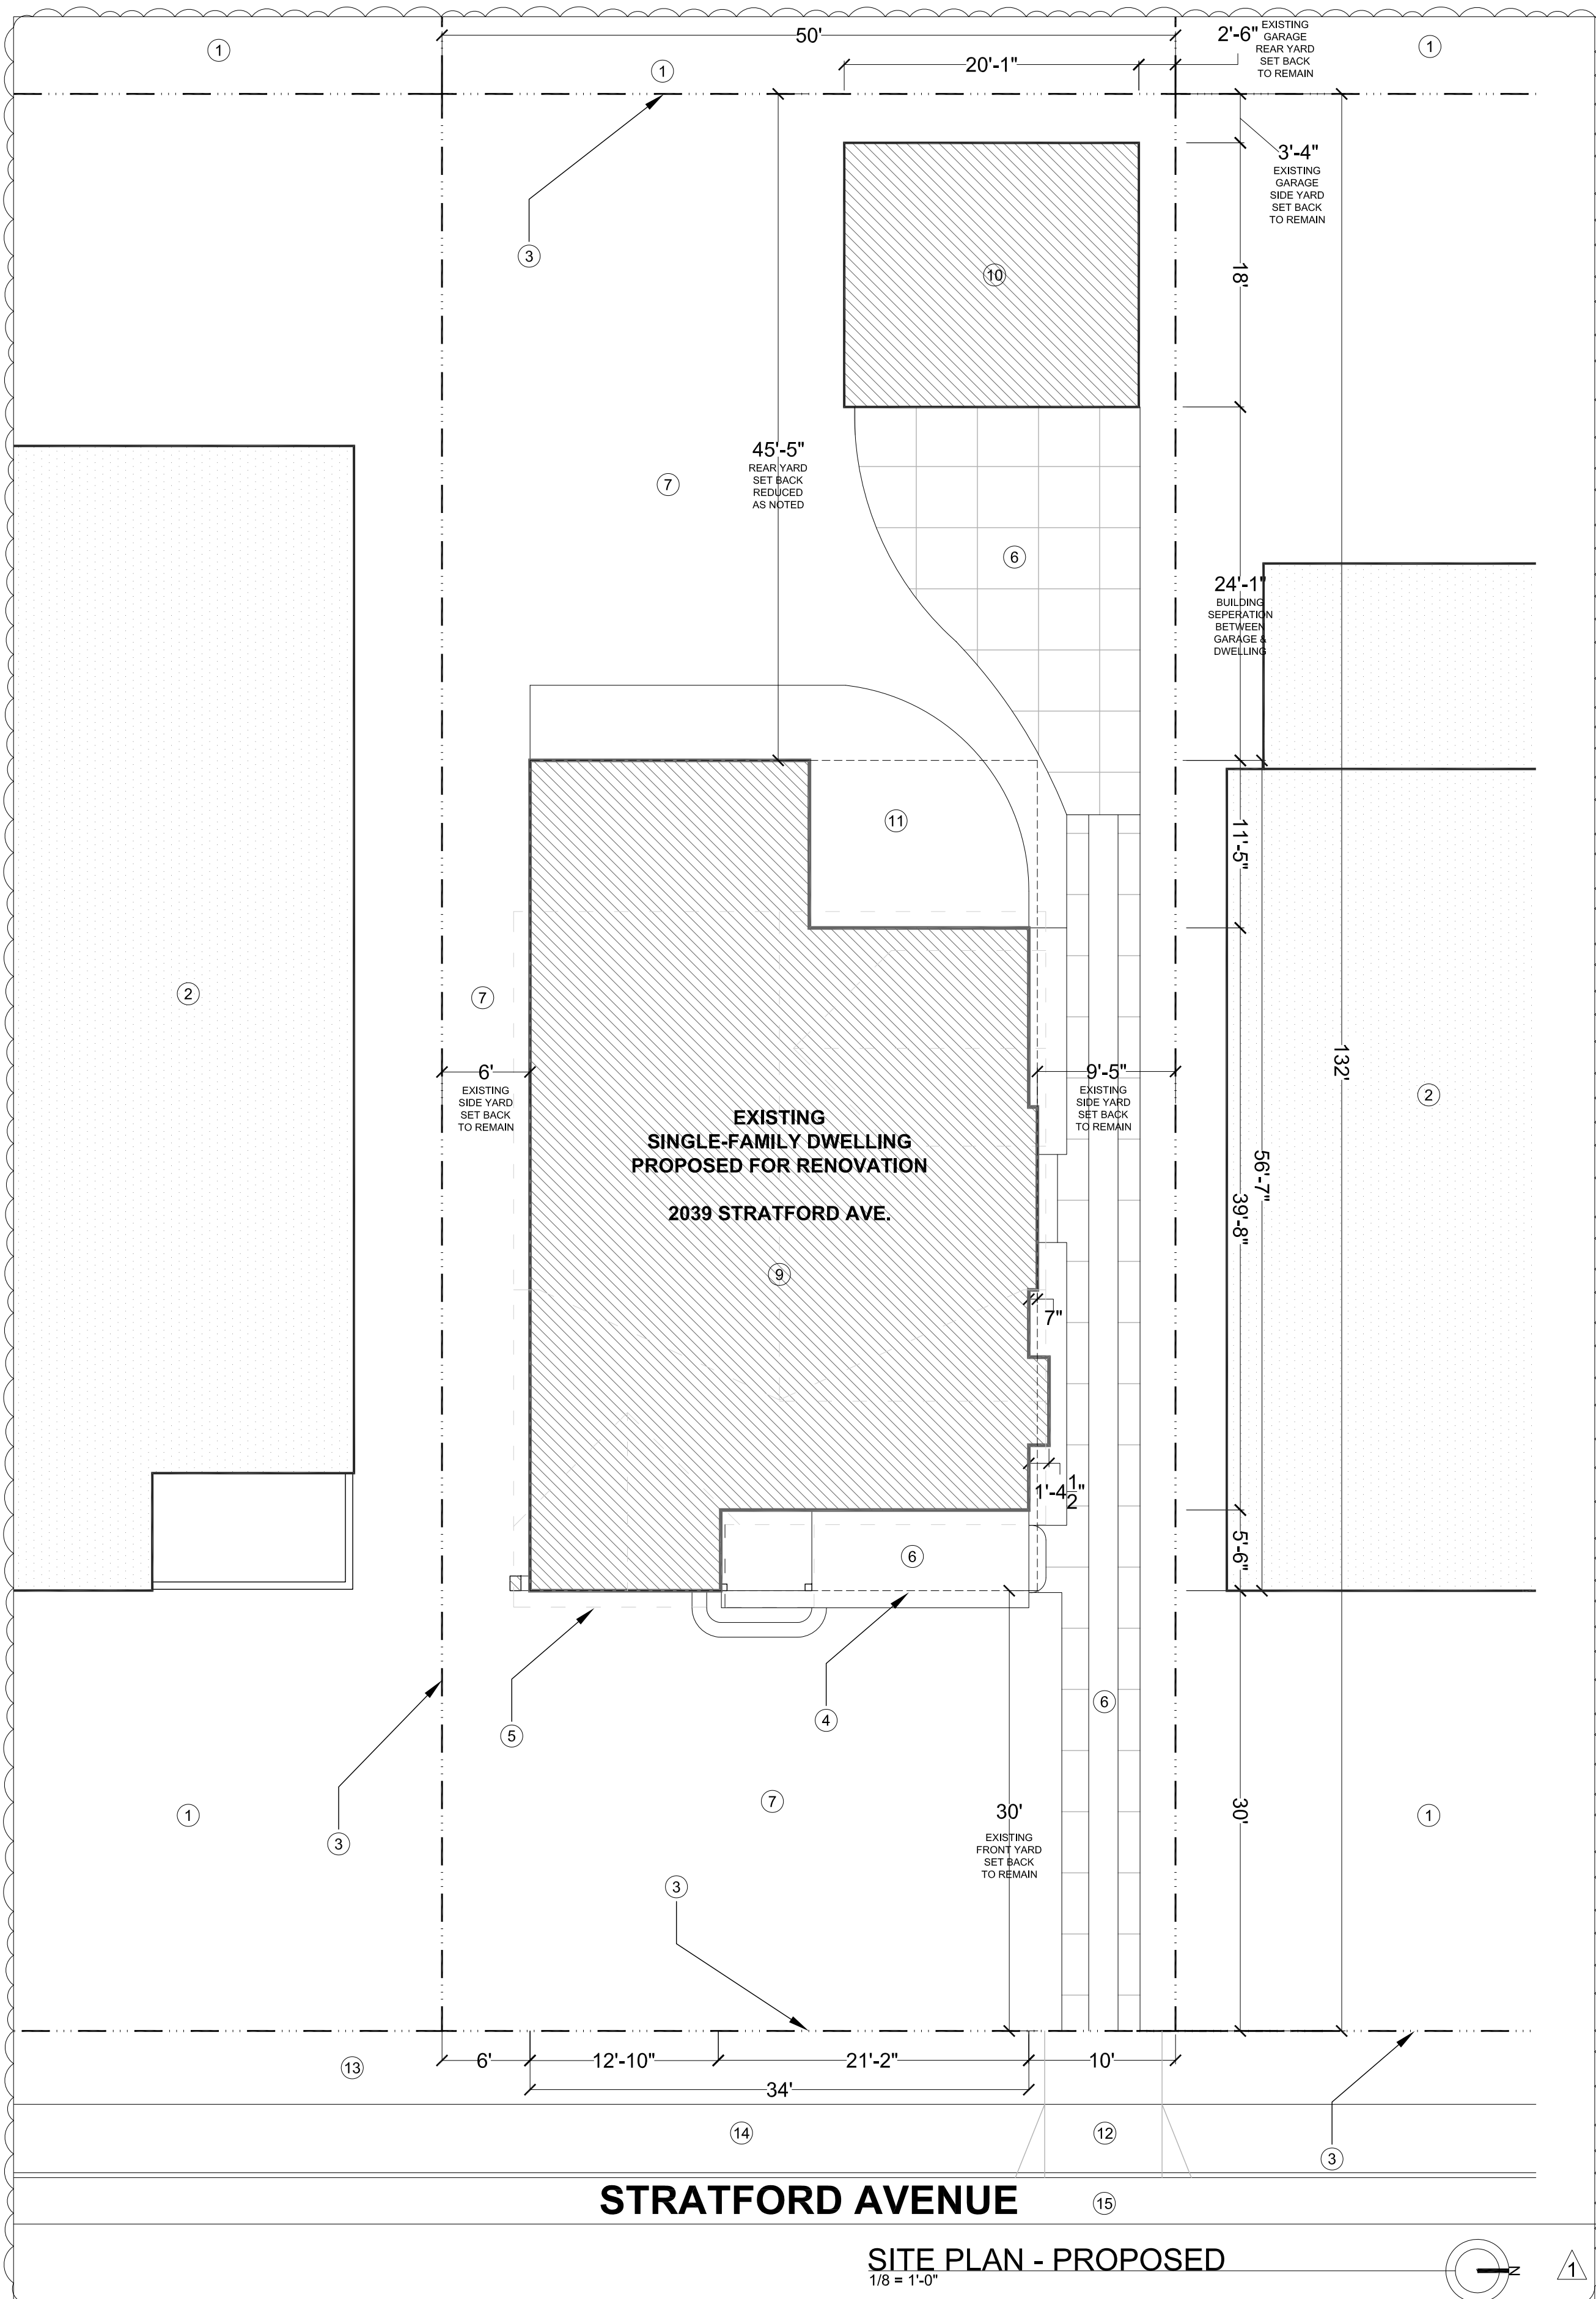 50'
2'-6"
EXISTING
GARAGE
REAR YARD
SET BACK
TO REMAIN
1
1
1
20'-1"
3'-4"
EXISTING
GARAGE
SIDE YARD
SET BACK
TO REMAIN
3
10
18'
45'-5"
REAR YARD
SET BACK
REDUCED
AS NOTED
7
6
24'-1"
BUILDING
SEPERATION
BETWEEN
GARAGE &
DWELLING
11
11'-5"
2
7
132'
6'
EXISTING
SIDE YARD
SET BACK
TO REMAIN
9'-5"
EXISTING
SIDE YARD
SET BACK
TO REMAIN
2
EXISTING
SINGLE-FAMILY DWELLING
PROPOSED FOR RENOVATION
2039 STRATFORD AVE.
56'-7"
39'-8"
9
7"
1'-4 1/2"
6
5'-6"
5
4
6
1
3
7
30'
EXISTING
FRONT YARD
SET BACK
TO REMAIN
30'
1
3
13
6'
12'-10"
21'-2"
10'
34'
14
12
3
STRATFORD AVENUE
15
SITE PLAN - PROPOSED
1/8 = 1'-0"
N
1